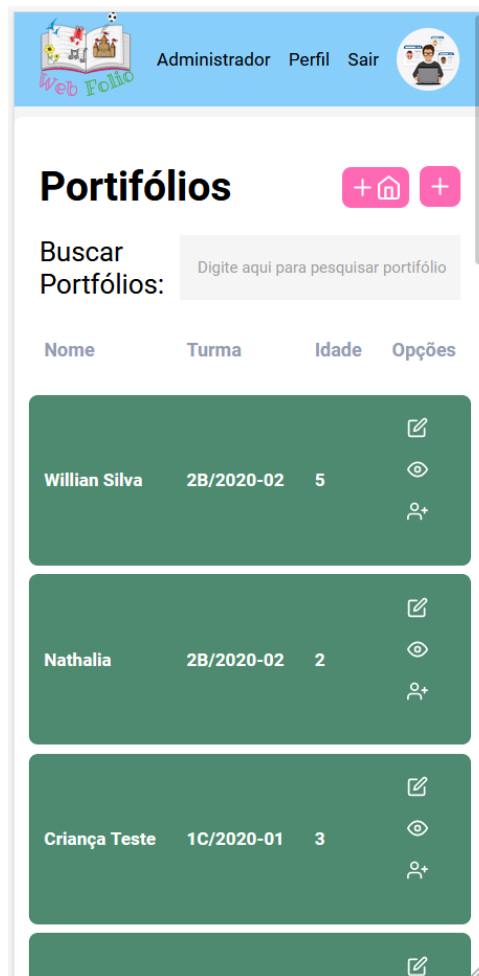 Web Folio
Administrador Perfil Sair
Portifólios
Buscar
Portfólios:
Digite aqui para pesquisar portifólio
Nome Turma Idade Opções
Willian Silva 2B/2020-02 5
Nathalia 2B/2020-02 2
Criança Teste 1C/2020-01 3